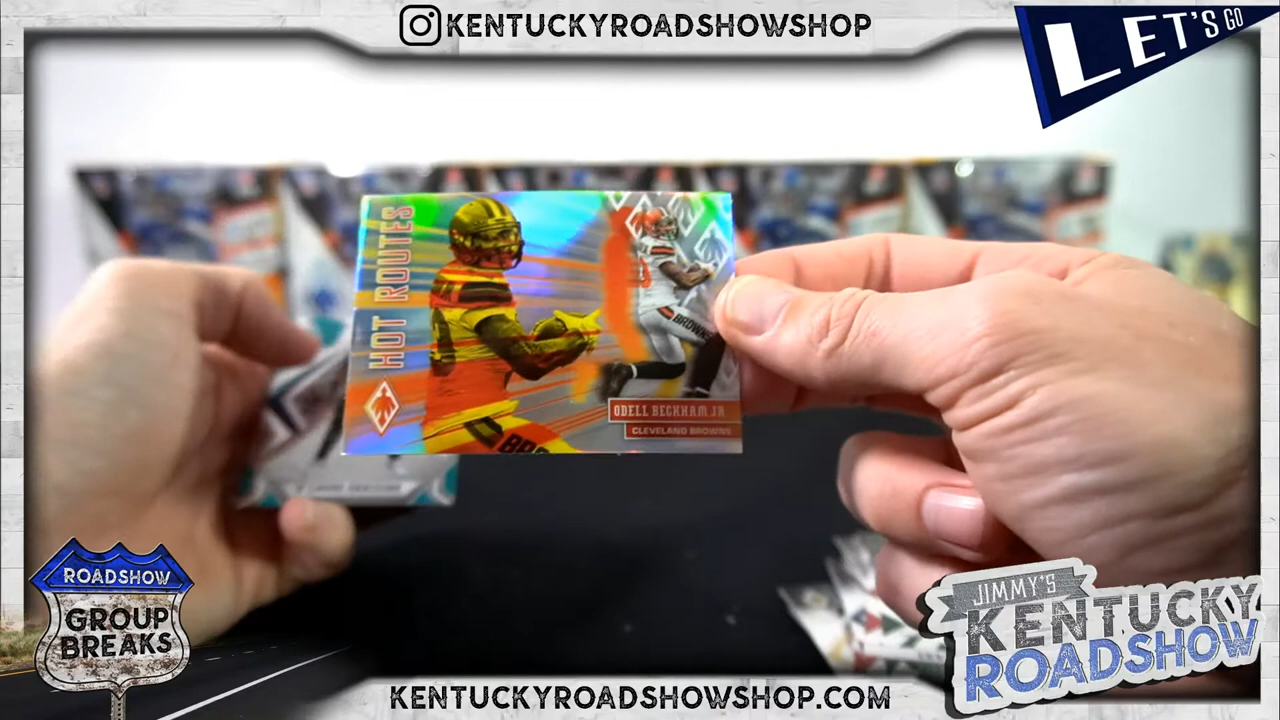 KENTUCKYROADSHOWSHOP
LET'S GO
HOT ROUTES
BROWNS
ODELL BECKHAM JR
CLEVELAND BROWNS
ROADSHOW
GROUP
BREAKS
JIMMY'S
KENTUCKY
ROADSHOW
KENTUCKYROADSHOWSHOP.COM